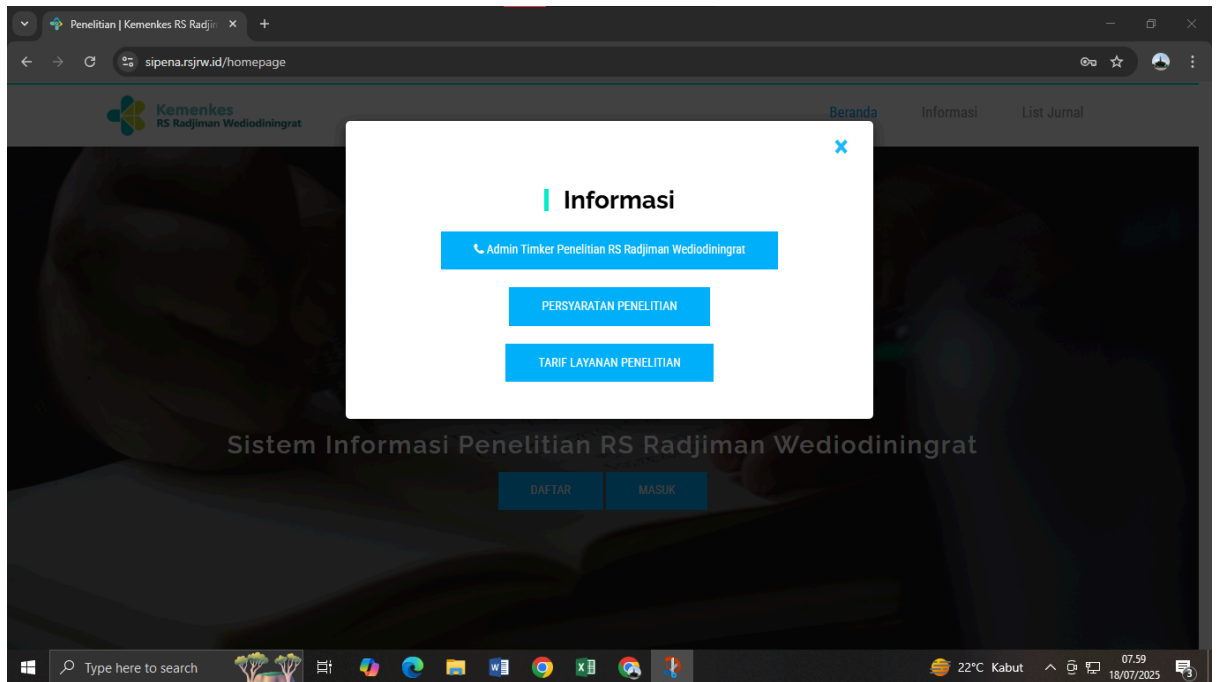 Penelitian | Kemenkes RS Radjin
sipena.rsjrw.id/homepage
Kemenkes
RS Radjiman Wediodiningrat
Beranda Informasi List Jurnal
Informasi
Admin Timker Penelitian RS Radjiman Wediodiningrat
PERSYARATAN PENELITIAN
TARIF LAYANAN PENELITIAN
Sistem Informasi Penelitian RS Radjiman Wediodiningrat
DAFTAR MASUK
Type here to search
22°C Kabut
07.59
18/07/2025
3